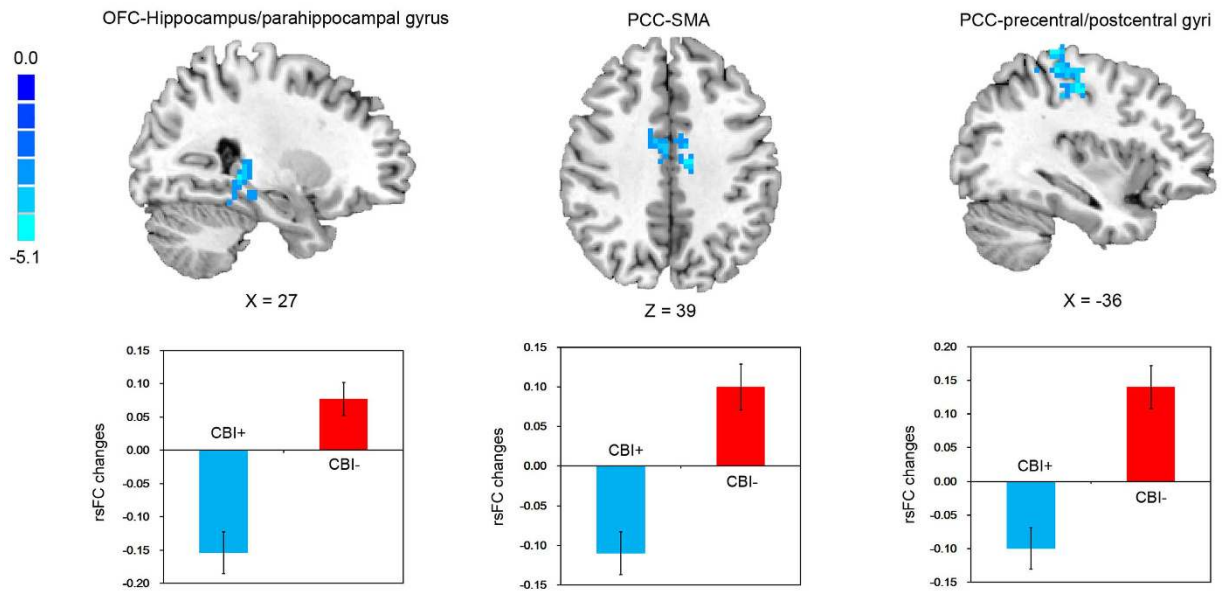 OFC-Hippocampus/parahippocampal gyrus
PCC-SMA
PCC-precentral/postcentral gyri
0.0
-5.1
X = 27
Z = 39
X = -36
rsFC changes
0.15
0.10
0.05
0.00
-0.05
-0.10
-0.15
-0.20
CBI+
CBI-
rsFC changes
0.15
0.10
0.05
0.00
-0.05
-0.10
-0.15
CBI+
CBI-
rsFC changes
0.20
0.15
0.10
0.05
0.00
-0.05
-0.10
-0.15
CBI+
CBI-